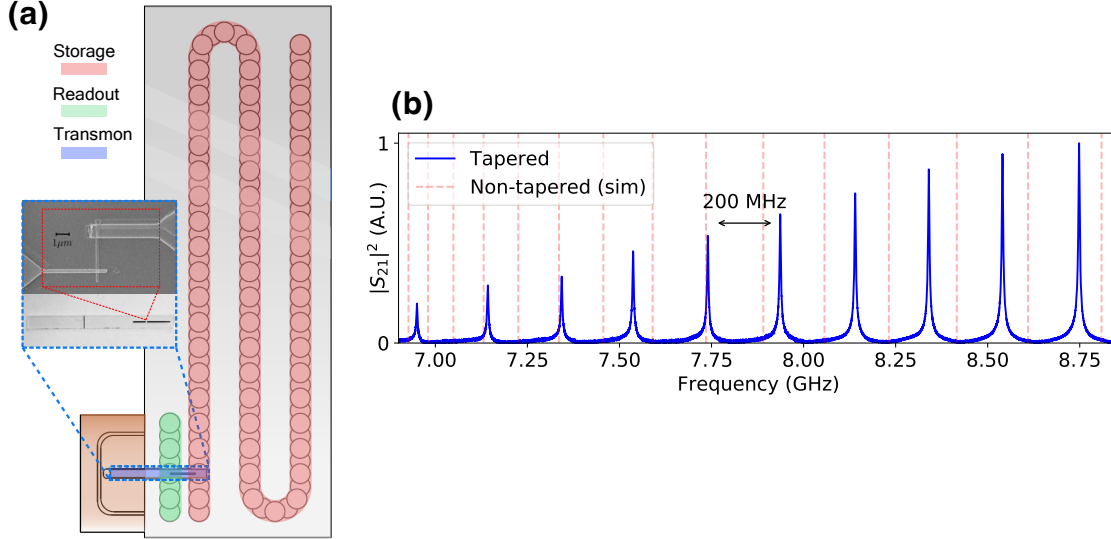 (a)
Storage
Readout
Transmon
1μm
(b)
1
0
|S₂₁|² (A.U.)
Tapered
Non-tapered (sim)
200 MHz
7.00 7.25 7.50 7.75 8.00 8.25 8.50 8.75
Frequency (GHz)